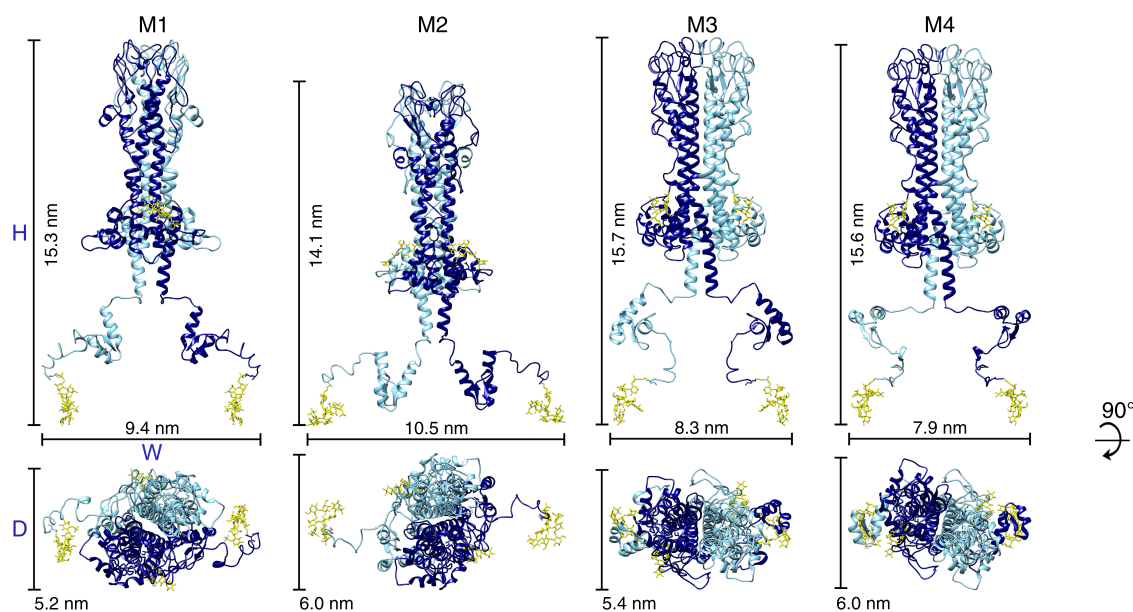 M1
M2
M3
M4
H
15.3 nm
14.1 nm
15.7 nm
15.6 nm
9.4 nm
10.5 nm
8.3 nm
7.9 nm
90°
W
D
5.2 nm
6.0 nm
5.4 nm
6.0 nm